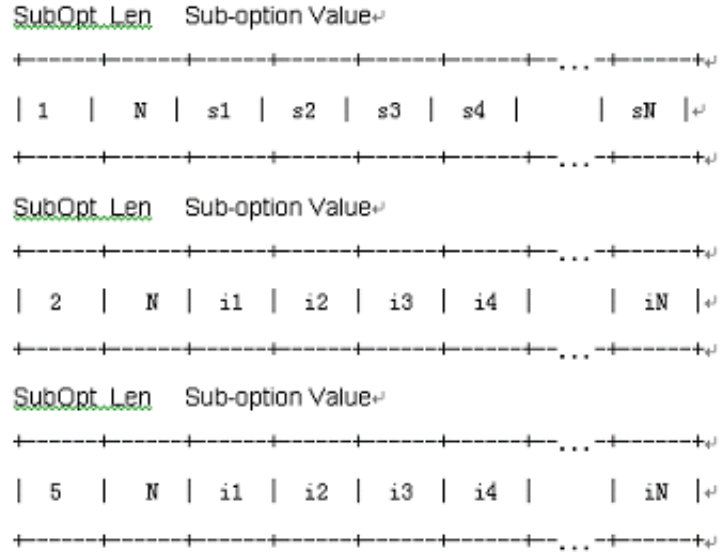 SubOpt Len Sub-option Value↵
+------+------+------+------+------+------+--...-+------+↵
| 1 | N | s1 | s2 | s3 | s4 | | sN |↵
+------+------+------+------+------+------+--...-+------+↵
SubOpt Len Sub-option Value↵
+------+------+------+------+------+------+--...-+------+↵
| 2 | N | i1 | i2 | i3 | i4 | | iN |↵
+------+------+------+------+------+------+--...-+------+↵
SubOpt Len Sub-option Value↵
+------+------+------+------+------+------+--...-+------+↵
| 5 | N | i1 | i2 | i3 | i4 | | iN |↵
+------+------+------+------+------+------+--...-+------+↵